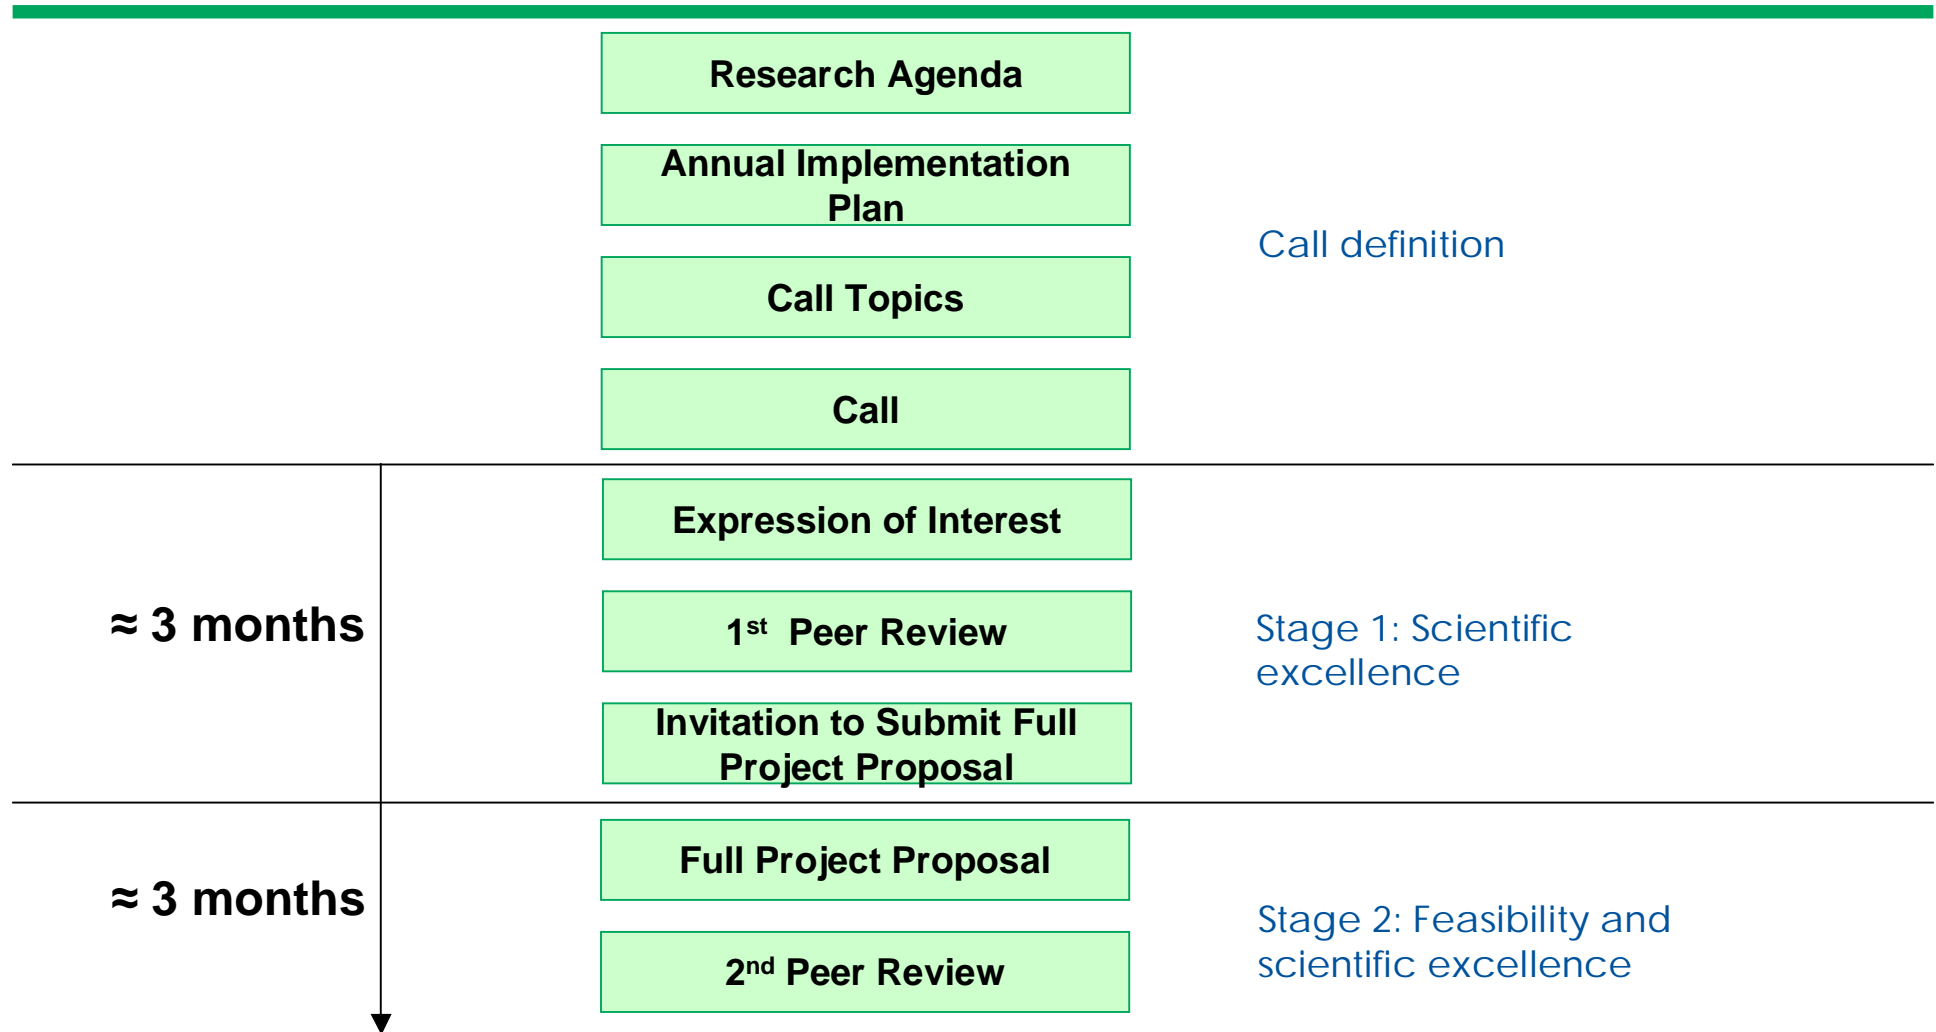 Research Agenda
Annual Implementation
Plan
Call definition
Call Topics
Call
Expression of Interest
≈ 3 months
1st Peer Review
Stage 1: Scientific
excellence
Invitation to Submit Full
Project Proposal
Full Project Proposal
≈ 3 months
Stage 2: Feasibility and
scientific excellence
2nd Peer Review